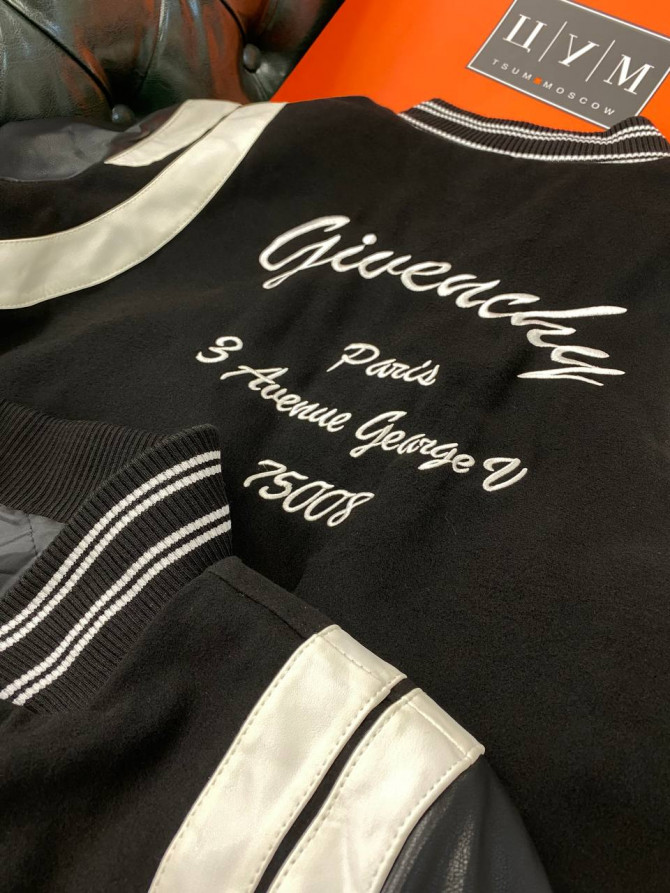 ЦУМ
TSUM MOSCOW
Givenchy
Paris
3 Avenue George V
75008